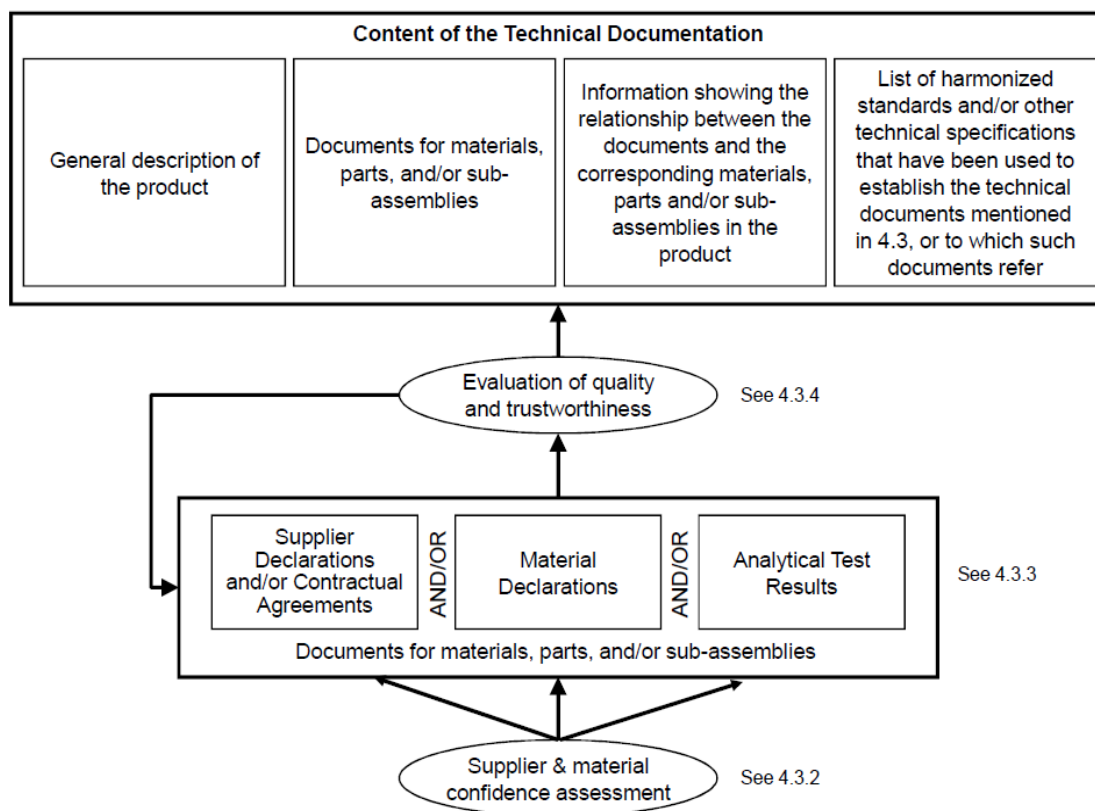 Content of the Technical Documentation
General description of
the product
Documents for materials,
parts, and/or sub-
assemblies
Information showing the
relationship between the
documents and the
corresponding materials,
parts and/or sub-
assemblies in the
product
List of harmonized
standards and/or other
technical specifications
that have been used to
establish the technical
documents mentioned
in 4.3, or to which such
documents refer
Evaluation of quality
and trustworthiness
See 4.3.4
Supplier
Declarations
and/or Contractual
Agreements
AND/OR
Material
Declarations
AND/OR
Analytical Test
Results
See 4.3.3
Documents for materials, parts, and/or sub-assemblies
Supplier & material
confidence assessment
See 4.3.2